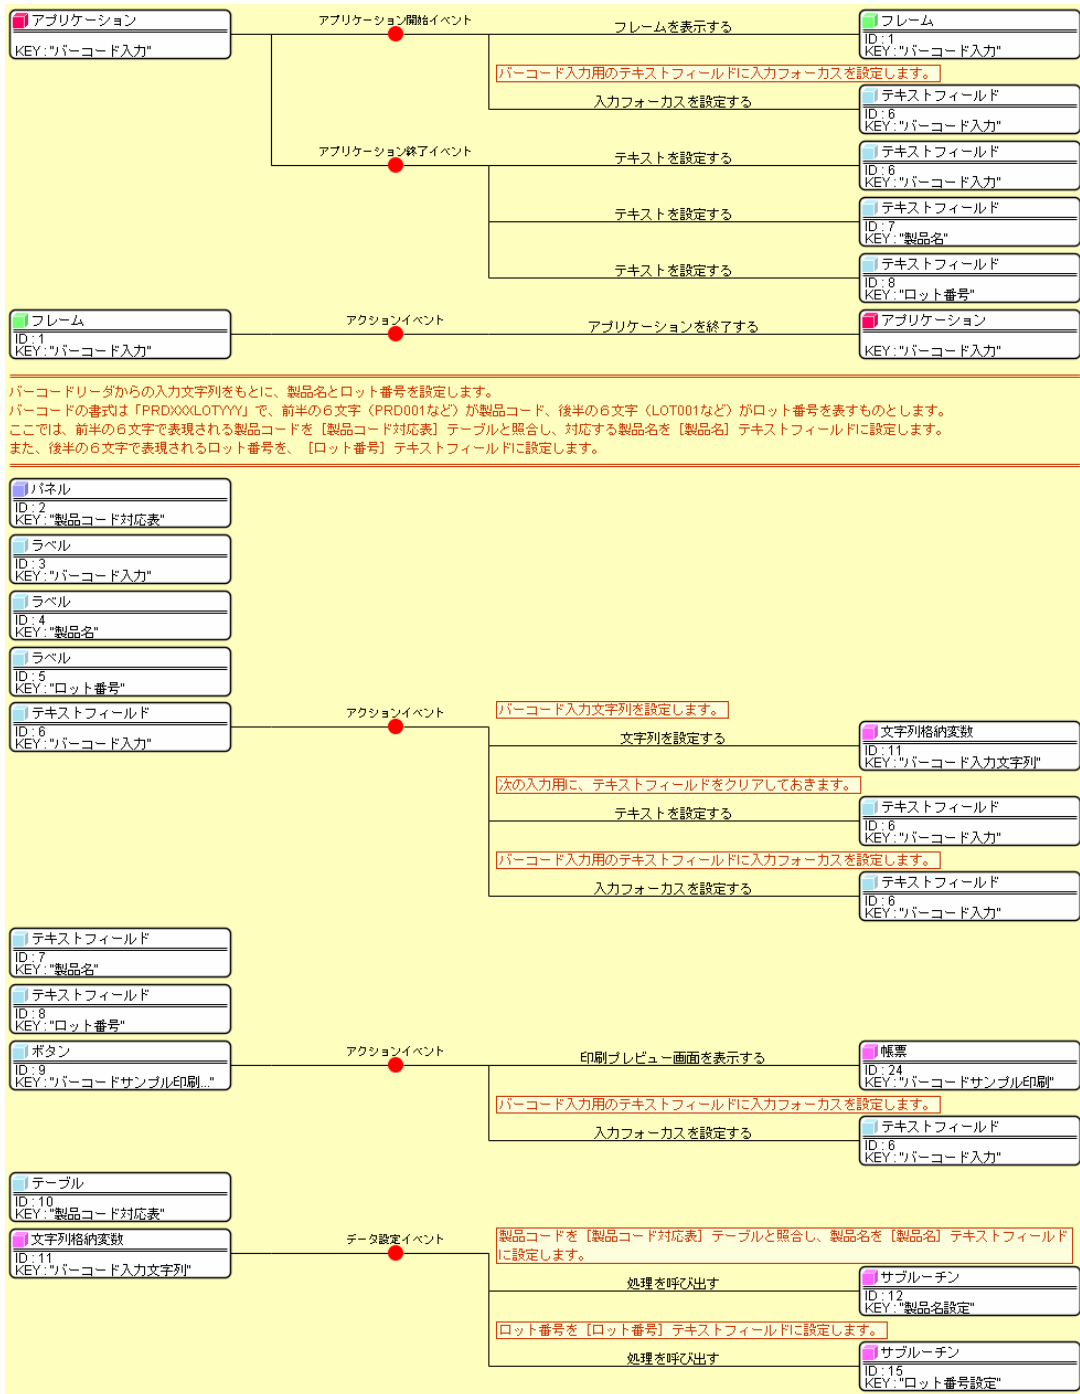 アプリケーション
KEY:"バーコード入力"
アプリケーション開始イベント
フレームを表示する
フレーム
ID:1
KEY:"バーコード入力"
バーコード入力用のテキストフィールドに入力フォーカスを設定します。
入力フォーカスを設定する
テキストフィールド
ID:6
KEY:"バーコード入力"
アプリケーション終了イベント
テキストを設定する
テキストフィールド
ID:6
KEY:"バーコード入力"
テキストを設定する
テキストフィールド
ID:7
KEY:"製品名"
テキストを設定する
テキストフィールド
ID:8
KEY:"ロット番号"
フレーム
ID:1
KEY:"バーコード入力"
アクションイベント
アプリケーションを終了する
アプリケーション
KEY:"バーコード入力"
バーコードリーダからの入力文字列をもとに、製品名とロット番号を設定します。
バーコードの書式は「PRDXXXLOTYYY」で、前半の６文字（PRD001など）が製品コード、後半の６文字（LOT001など）がロット番号を表すものとします。
ここでは、前半の６文字で表現される製品コードを［製品コード対応表］テーブルと照合し、対応する製品名を［製品名］テキストフィールドに設定します。
また、後半の６文字で表現されるロット番号を、［ロット番号］テキストフィールドに設定します。
パネル
ID:2
KEY:"製品コード対応表"
ラベル
ID:3
KEY:"バーコード入力"
ラベル
ID:4
KEY:"製品名"
ラベル
ID:5
KEY:"ロット番号"
テキストフィールド
ID:6
KEY:"バーコード入力"
アクションイベント
バーコード入力文字列を設定します。
文字列を設定する
文字列格納変数
ID:11
KEY:"バーコード入力文字列"
次の入力用に、テキストフィールドをクリアしておきます。
テキストを設定する
テキストフィールド
ID:6
KEY:"バーコード入力"
バーコード入力用のテキストフィールドに入力フォーカスを設定します。
入力フォーカスを設定する
テキストフィールド
ID:6
KEY:"バーコード入力"
テキストフィールド
ID:7
KEY:"製品名"
テキストフィールド
ID:8
KEY:"ロット番号"
ボタン
ID:9
KEY:"バーコードサンプル印刷..."
アクションイベント
印刷プレビュー画面を表示する
帳票
ID:24
KEY:"バーコードサンプル印刷"
バーコード入力用のテキストフィールドに入力フォーカスを設定します。
入力フォーカスを設定する
テキストフィールド
ID:6
KEY:"バーコード入力"
テーブル
ID:10
KEY:"製品コード対応表"
文字列格納変数
ID:11
KEY:"バーコード入力文字列"
データ設定イベント
製品コードを［製品コード対応表］テーブルと照合し、製品名を［製品名］テキストフィールド
に設定します。
処理を呼び出す
サブルーチン
ID:12
KEY:"製品名設定"
ロット番号を［ロット番号］テキストフィールドに設定します。
処理を呼び出す
サブルーチン
ID:15
KEY:"ロット番号設定"